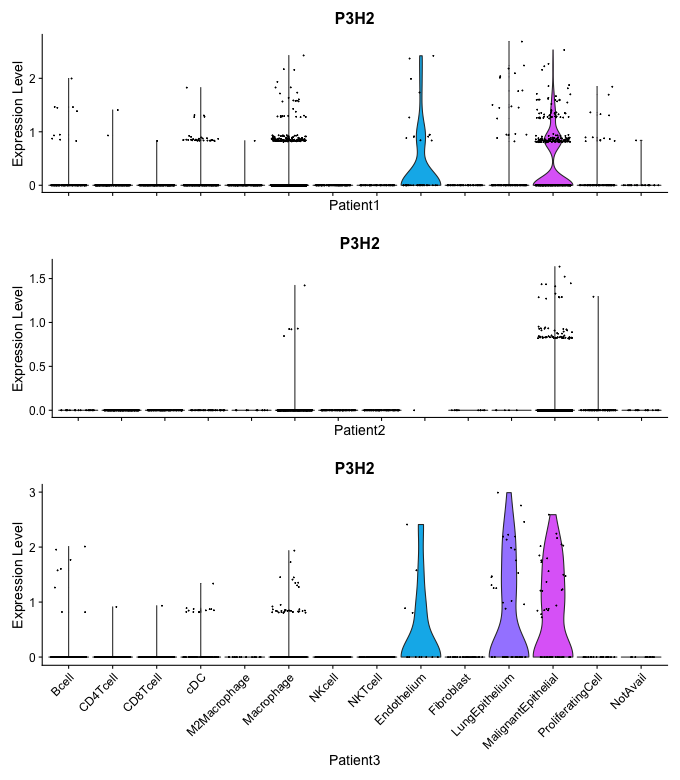 P3H2
Expression Level
2
1
0
Patient1
P3H2
Expression Level
1.5
1.0
0.5
0.0
Patient2
P3H2
Expression Level
3
2
1
0
Bcell
CD4Tcell
CD8Tcell
cDC
M2Macrophage
Macrophage
NKcell
NKTcell
Endothelium
Fibroblast
LungEpithelium
MalignantEpithelial
ProliferatingCell
NotAvail
Patient3